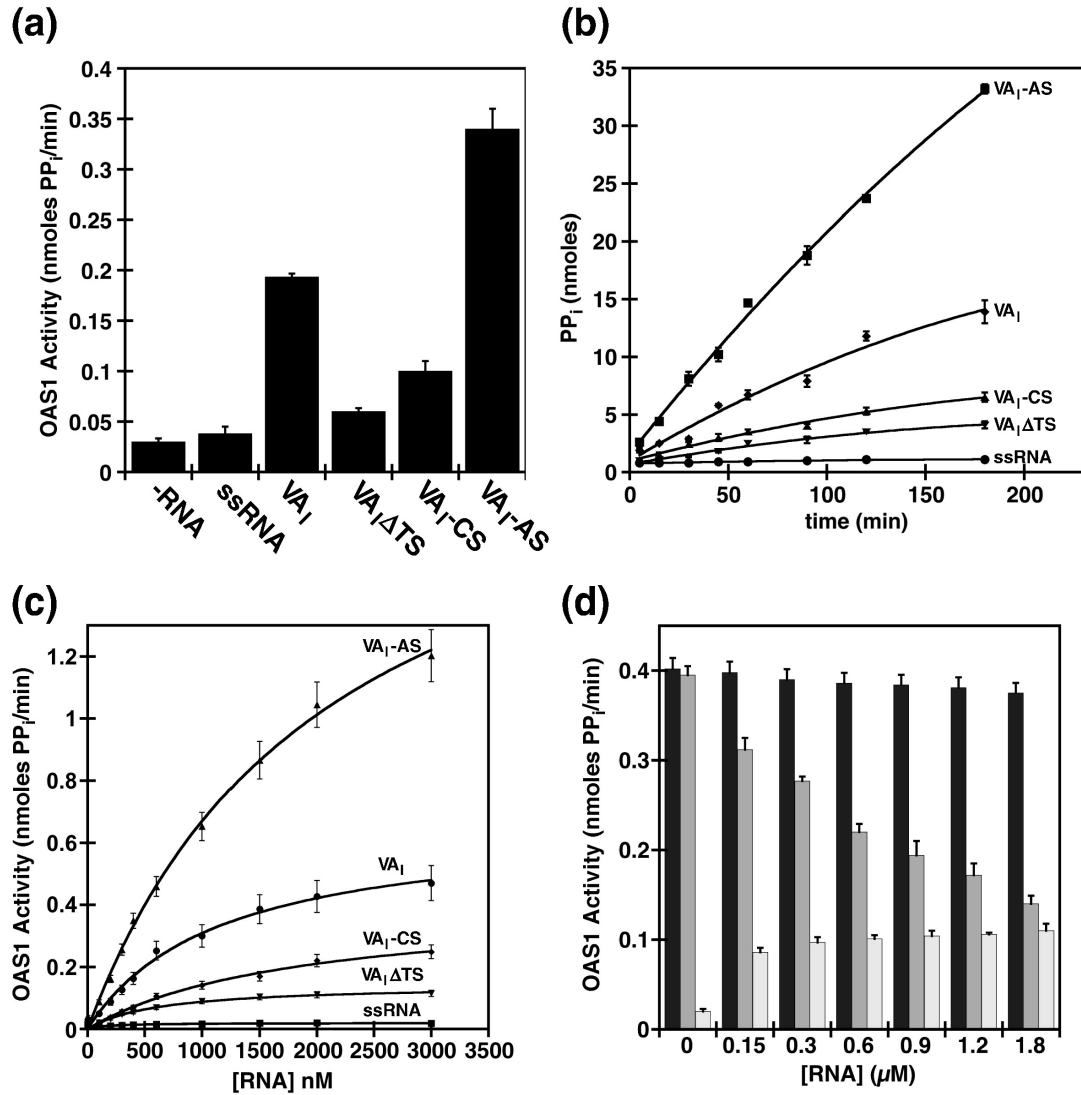 (a)
OAS1 Activity (nmoles PPi/min)
0.4
0.35
0.3
0.25
0.2
0.15
0.1
0.05
0
-RNA
ssRNA
VAI
VAIΔTS
VAI-CS
VAI-AS
(b)
PPi (nmoles)
35
30
25
20
15
10
5
0
0
50
100
150
200
time (min)
VAI-AS
VAI
VAI-CS
VAIΔTS
ssRNA
(c)
OAS1 Activity (nmoles PPi/min)
1.2
1
0.8
0.6
0.4
0.2
0
0
500
1000
1500
2000
2500
3000
3500
[RNA] nM
VAI-AS
VAI
VAI-CS
VAIΔTS
ssRNA
(d)
OAS1 Activity (nmoles PPi/min)
0.4
0.3
0.2
0.1
0
0
0.15
0.3
0.6
0.9
1.2
1.8
[RNA] (μM)